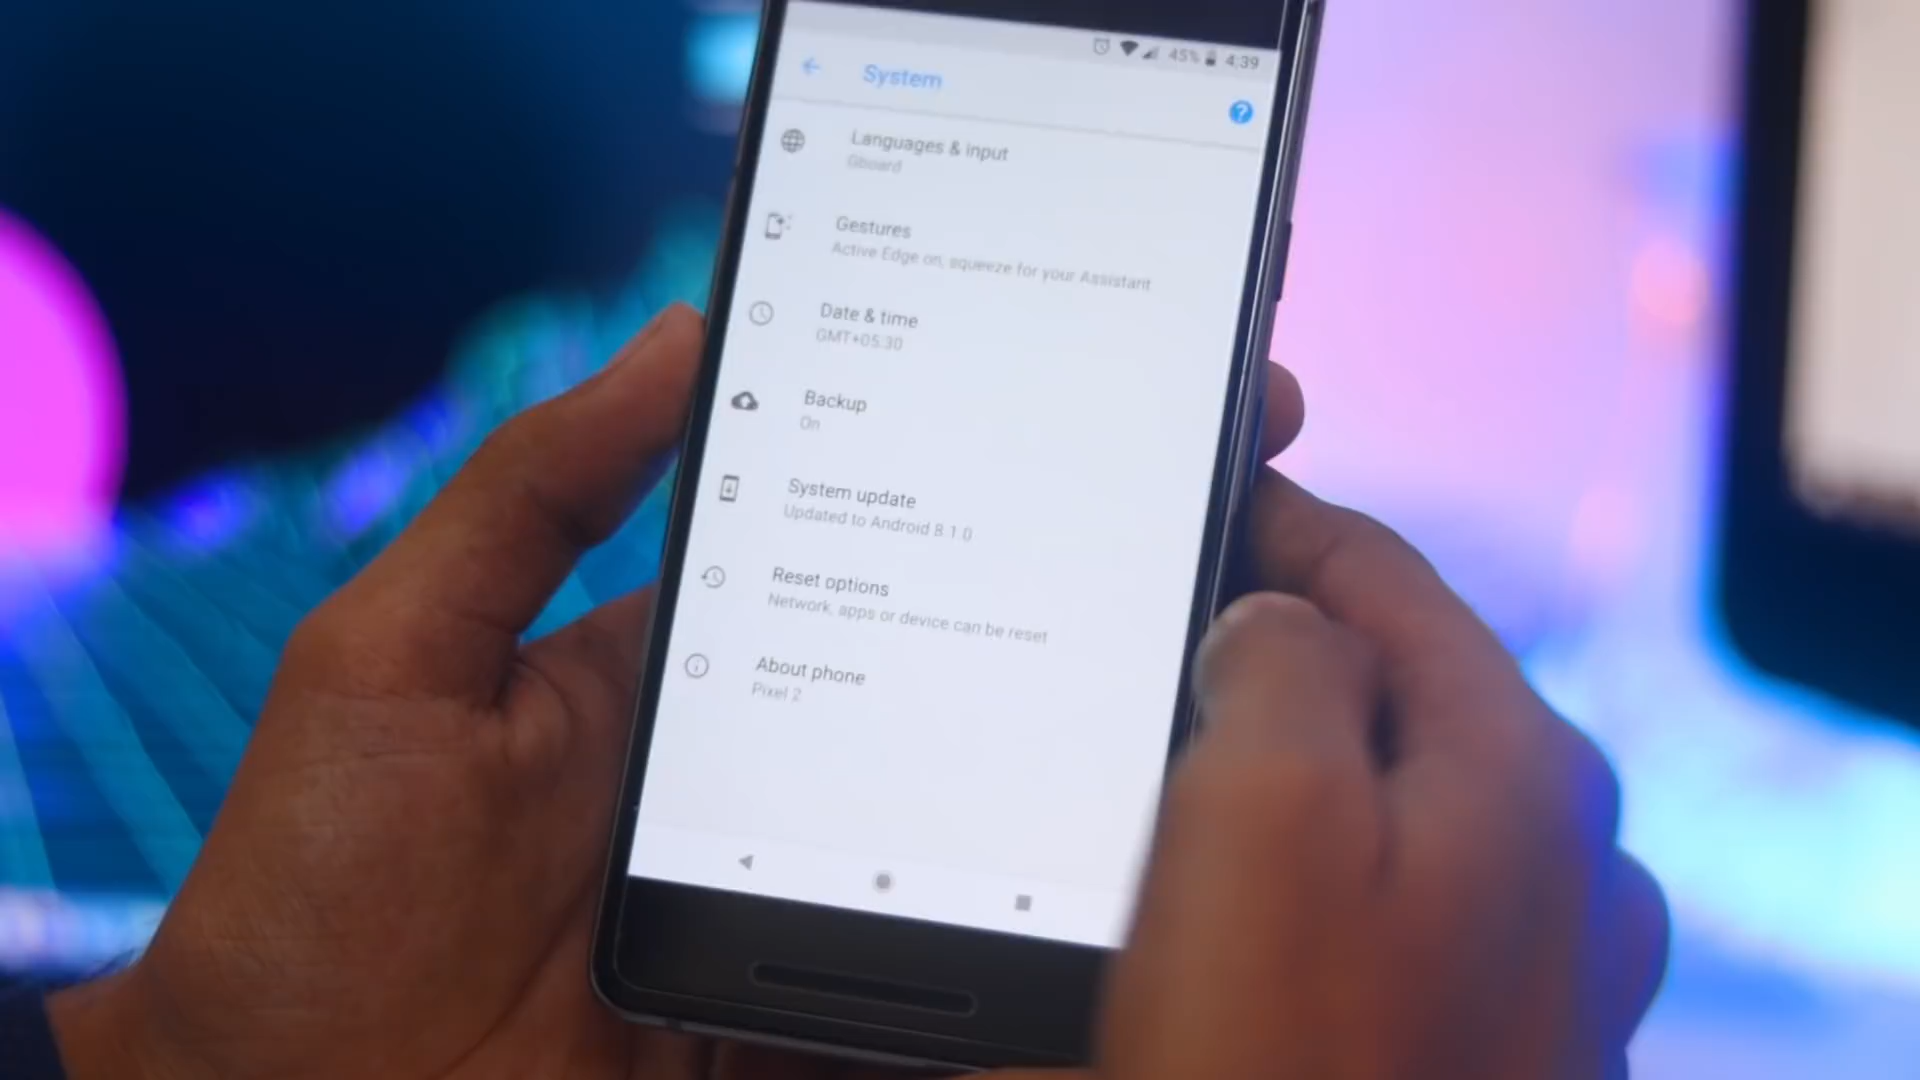 45% 4:39
System
Languages & input
Gboard
Gestures
Active Edge on, squeeze for your Assistant
Date & time
GMT+05:30
Backup
On
System update
Updated to Android 8.1.0
Reset options
Network, apps or device can be reset
About phone
Pixel 2